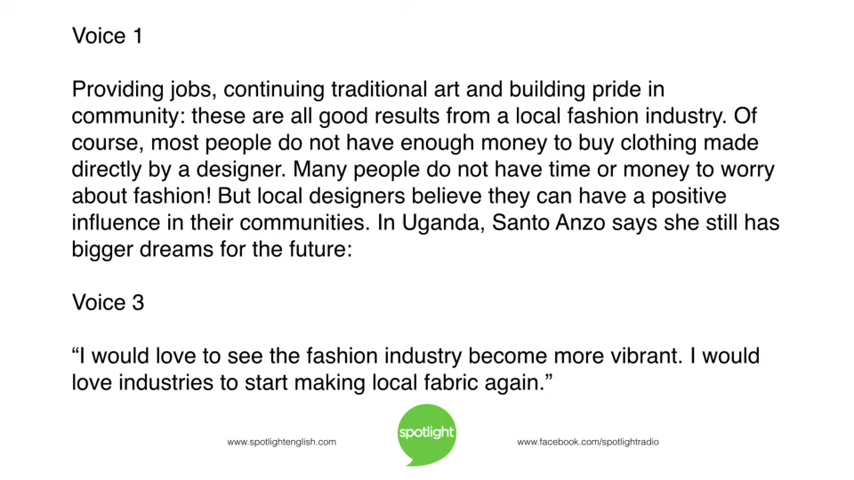 Voice 1
Providing jobs, continuing traditional art and building pride in
community: these are all good results from a local fashion industry. Of
course, most people do not have enough money to buy clothing made
directly by a designer. Many people do not have time or money to worry
about fashion! But local designers believe they can have a positive
influence in their communities. In Uganda, Santo Anzo says she still has
bigger dreams for the future:
Voice 3
“I would love to see the fashion industry become more vibrant. I would
love industries to start making local fabric again.”
www.spotlightenglish.com
spotlight
www.facebook.com/spotlightradio